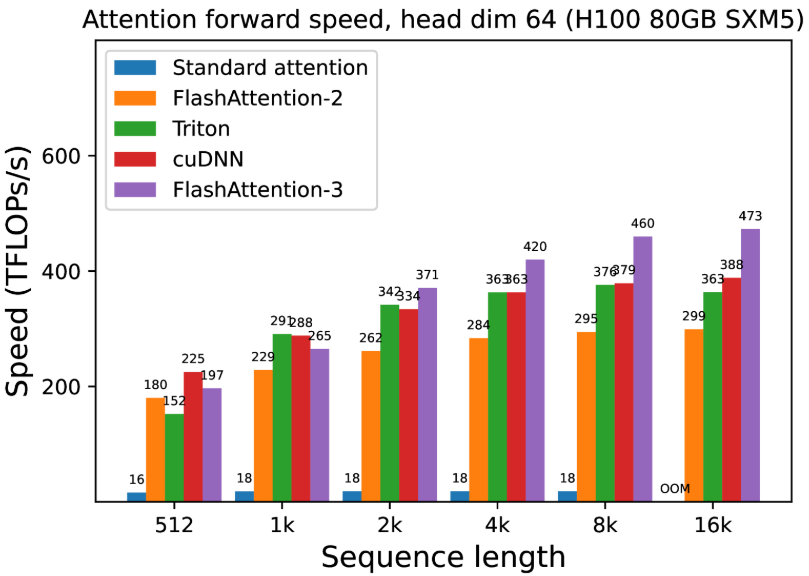 Attention forward speed, head dim 64 (H100 80GB SXM5)
Speed (TFLOPs/s)
600
400
200
Standard attention
FlashAttention-2
Triton
cuDNN
FlashAttention-3
16 180 152 225 197
18 229 291 288 265
18 262 342 334 371
18 284 363 363 420
18 295 376 379 460
OOM 299 363 388 473
512 1k 2k 4k 8k 16k
Sequence length